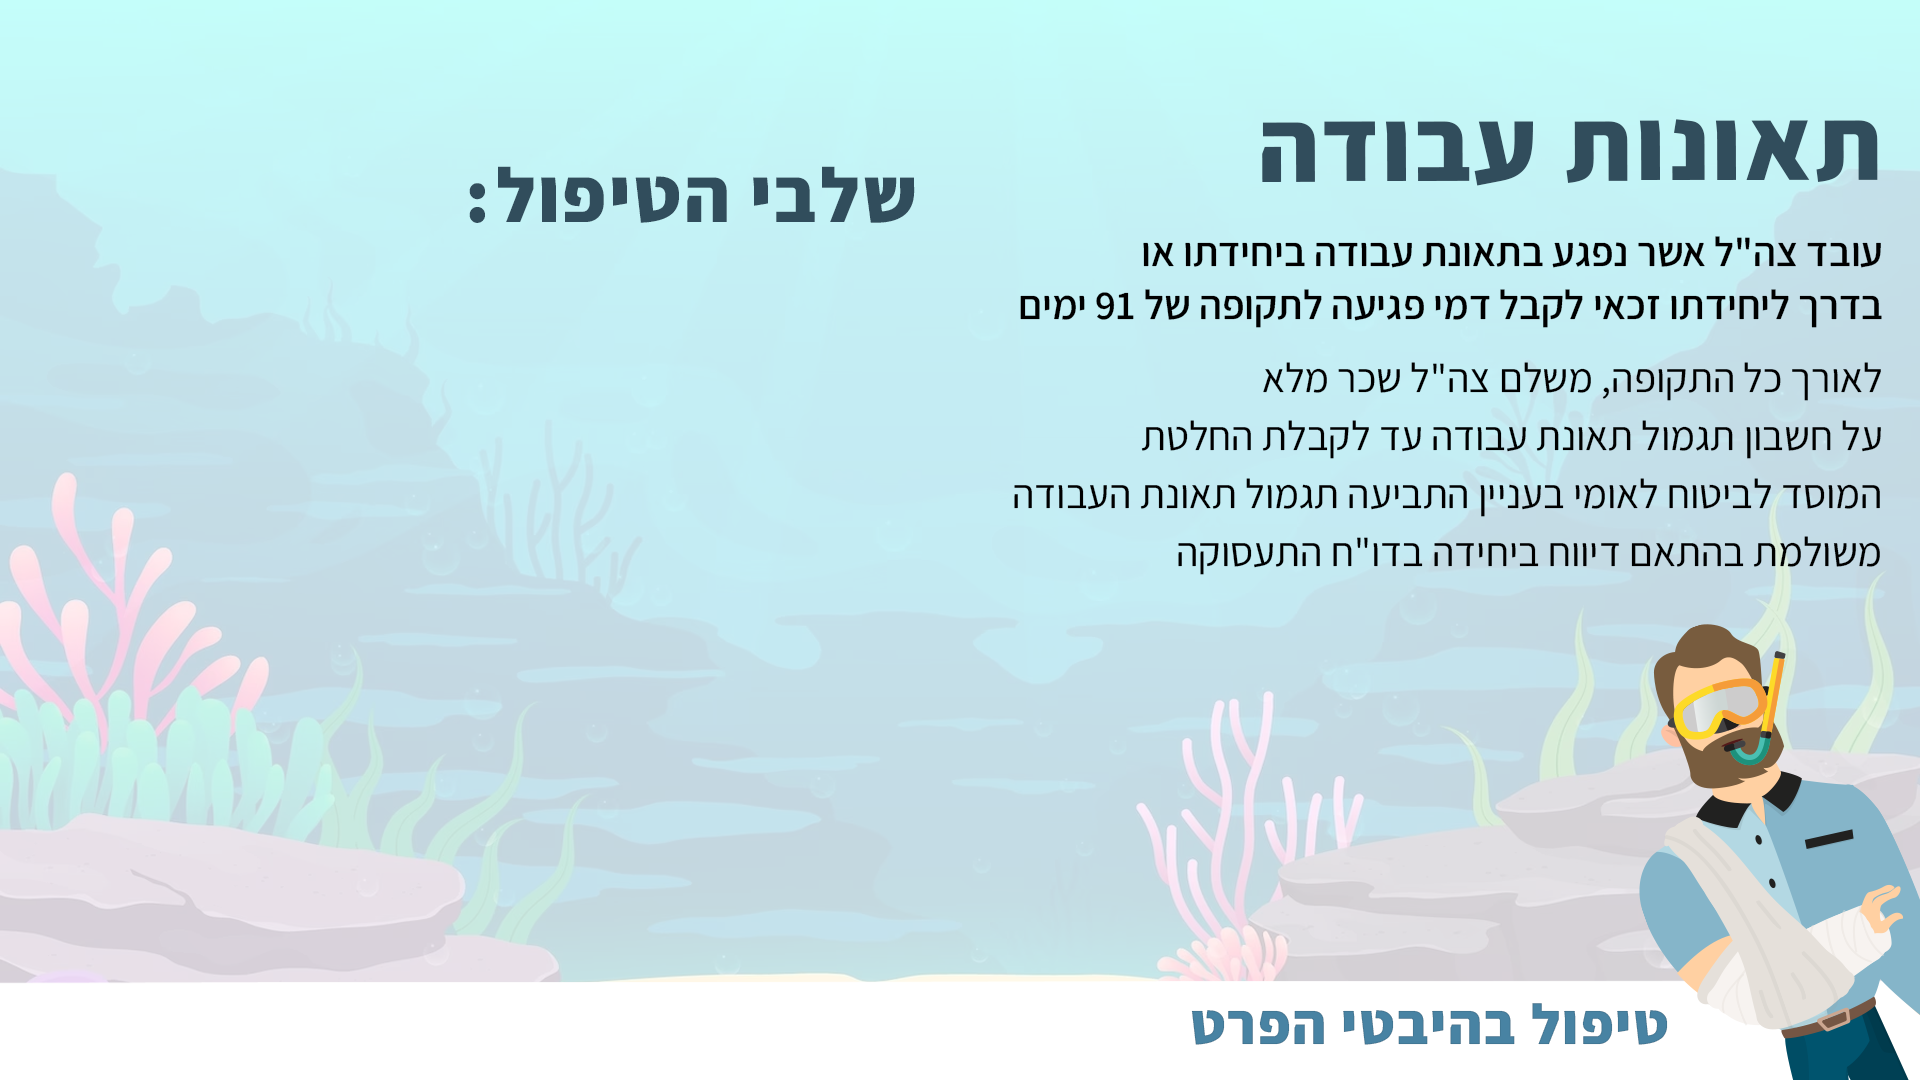 תאונות עבודה
עובד צה"ל אשר נפגע בתאונת עבודה ביחידתו או
בדרך ליחידתו זכאי לקבל דמי פגיעה לתקופה של 91 ימים
לאורך כל התקופה, משלם צה"ל שכר מלא
על חשבון תגמול תאונת עבודה עד לקבלת החלטת
המוסד לביטוח לאומי בעניין התביעה תגמול תאונת העבודה
משולמת בהתאם דיווח ביחידה בדו"ח התעסוקה
שלבי הטיפול:
טיפול בהיבטי הפרט